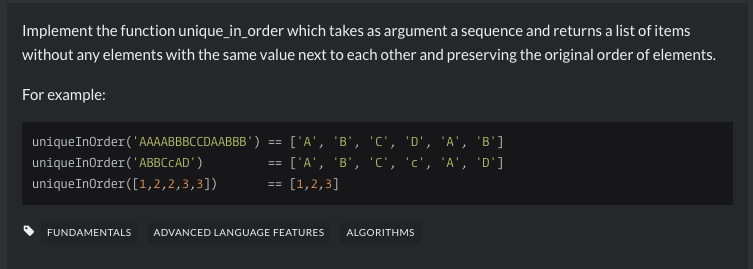 Implement the function unique_in_order which takes as argument a sequence and returns a list of items
without any elements with the same value next to each other and preserving the original order of elements.
For example:
uniqueInOrder('AAAABBBCCDAABBB') == ['A', 'B', 'C', 'D', 'A', 'B']
uniqueInOrder('ABBCcAD') == ['A', 'B', 'C', 'c', 'A', 'D']
uniqueInOrder([1,2,2,3,3]) == [1,2,3]
FUNDAMENTALS ADVANCED LANGUAGE FEATURES ALGORITHMS